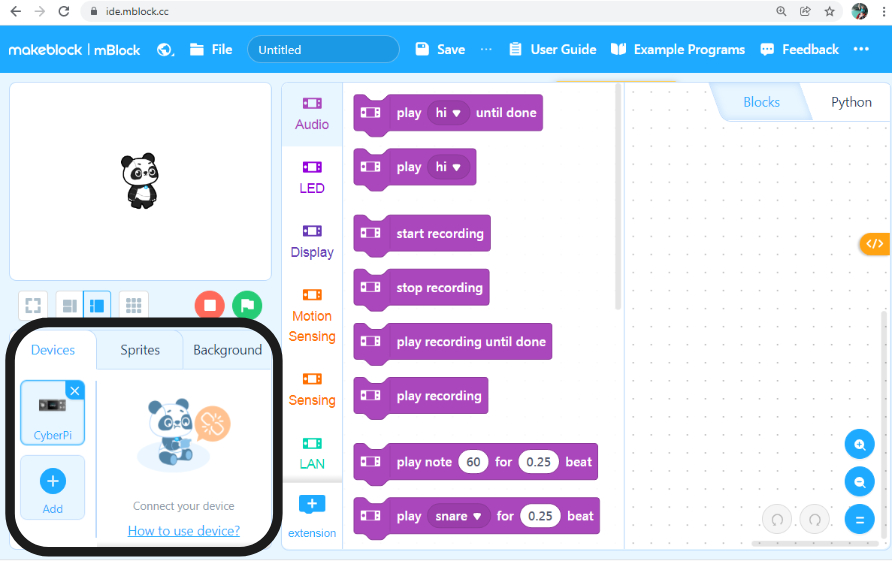 ide.mblock.cc
makeblock | mBlock File Untitled Save ... User Guide Example Programs Feedback ...
Blocks Python
Audio
LED
Display
Motion
Sensing
Sensing
LAN
extension
play hi until done
play hi
start recording
stop recording
play recording until done
play recording
play note 60 for 0.25 beat
play snare for 0.25 beat
</>
Devices Sprites Background
CyberPi
Add
Connect your device
How to use device?